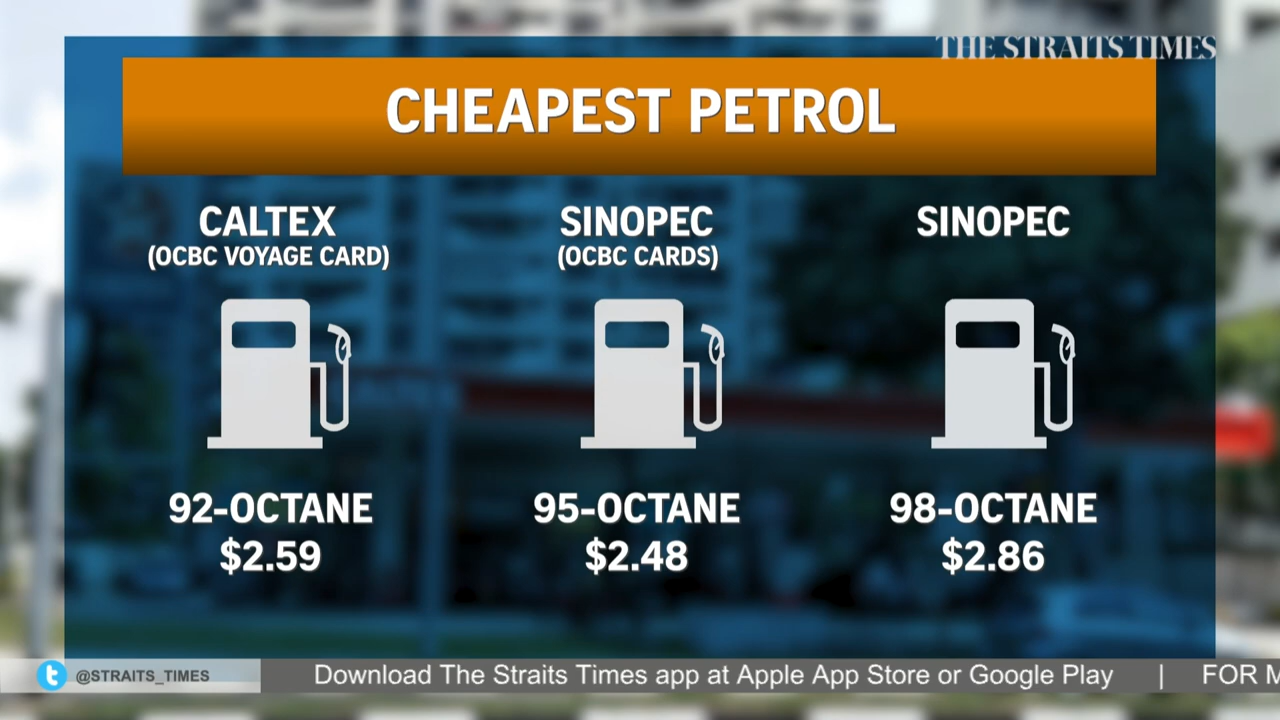 THE STRAITS TIMES
CHEAPEST PETROL
CALTEX
(OCBC VOYAGE CARD)
92-OCTANE
$2.59
SINOPEC
(OCBC CARDS)
95-OCTANE
$2.48
SINOPEC
98-OCTANE
$2.86
@STRAITS_TIMES
Download The Straits Times app at Apple App Store or Google Play | FOR M